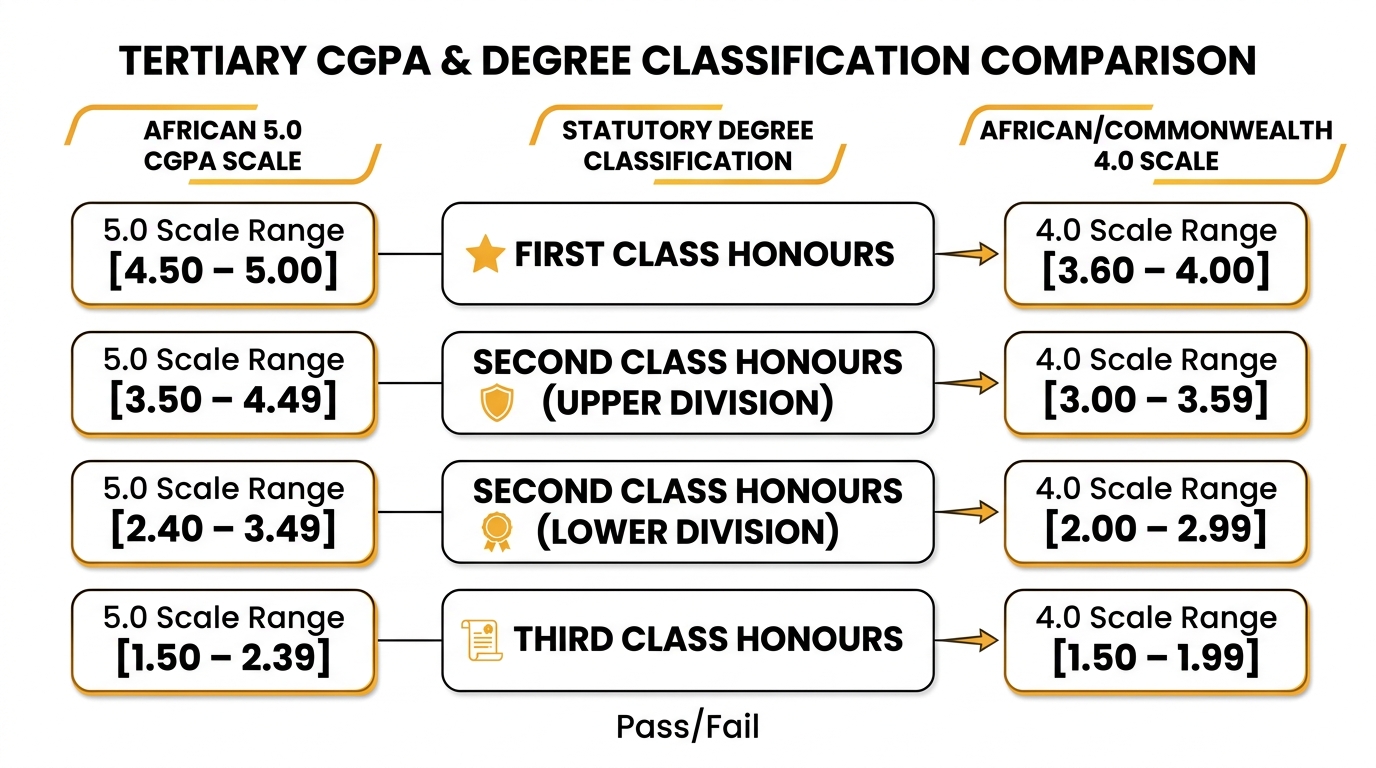 TERTIARY CGPA & DEGREE CLASSIFICATION COMPARISON
AFRICAN 5.0
CGPA SCALE
STATUTORY DEGREE
CLASSIFICATION
AFRICAN/COMMONWEALTH
4.0 SCALE
5.0 Scale Range
[4.50 – 5.00]
FIRST CLASS HONOURS
4.0 Scale Range
[3.60 – 4.00]
5.0 Scale Range
[3.50 – 4.49]
SECOND CLASS HONOURS
(UPPER DIVISION)
4.0 Scale Range
[3.00 – 3.59]
5.0 Scale Range
[2.40 – 3.49]
SECOND CLASS HONOURS
(LOWER DIVISION)
4.0 Scale Range
[2.00 – 2.99]
5.0 Scale Range
[1.50 – 2.39]
THIRD CLASS HONOURS
4.0 Scale Range
[1.50 – 1.99]
Pass/Fail